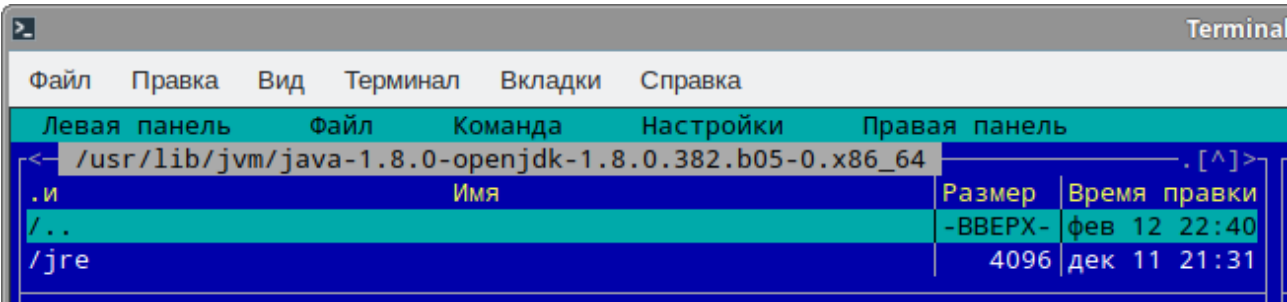 Terminal
Файл Правка Вид Терминал Вкладки Справка
Левая панель Файл Команда Настройки Правая панель
<─ /usr/lib/jvm/java-1.8.0-openjdk-1.8.0.382.b05-0.x86_64 .[^]>
.и Имя Размер Время правки
/.. -ВВЕРХ- фев 12 22:40
/jre 4096 дек 11 21:31